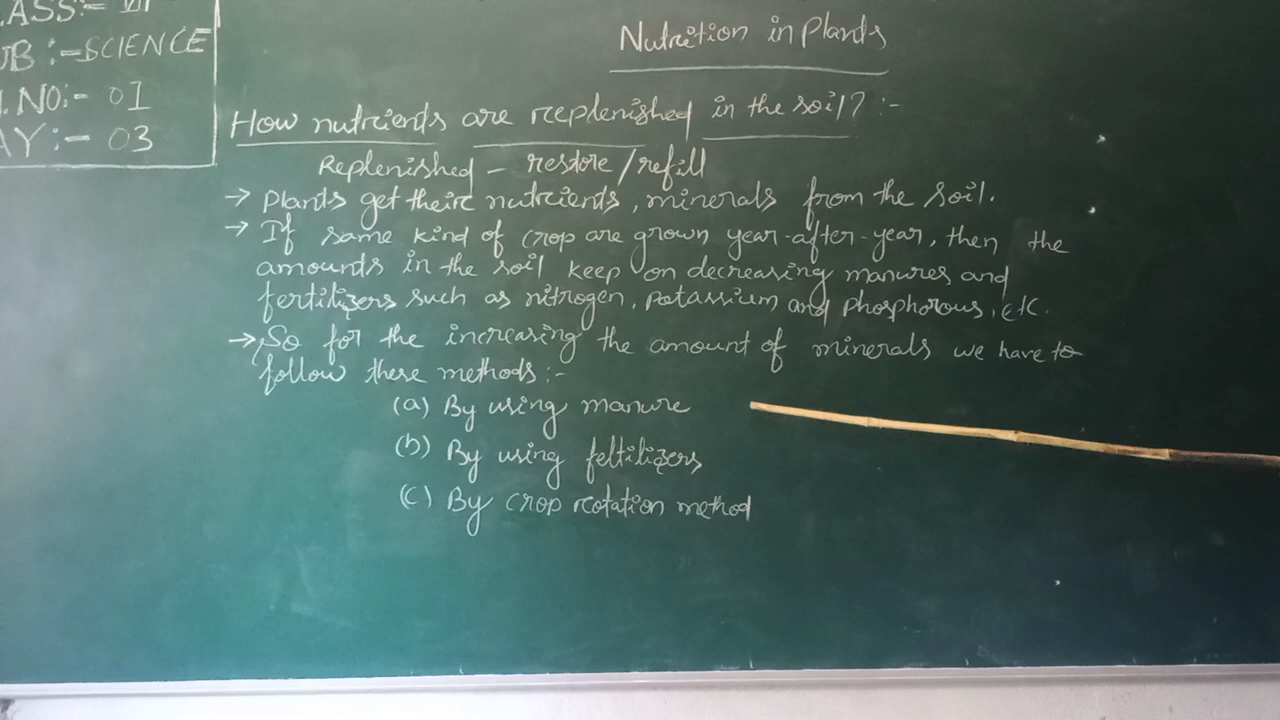 CLASS:- VII
SUB:-SCIENCE
NO:- 01
DAY:- 03
Nutrition in Plants
How nutrients are replenished in the soil? :-
Replenished - restore/refill
→ Plants get their nutrients, minerals from the soil.
→ If same kind of crop are grown year-after-year, then the
amounts in the soil keep on decreasing manures and
fertilizers such as nitrogen, potassium and phosphorous, etc.
→ So for the increasing the amount of minerals we have to
follow these methods:-
(a) By using manure
(b) By using feltilizers
(c) By crop rotation method